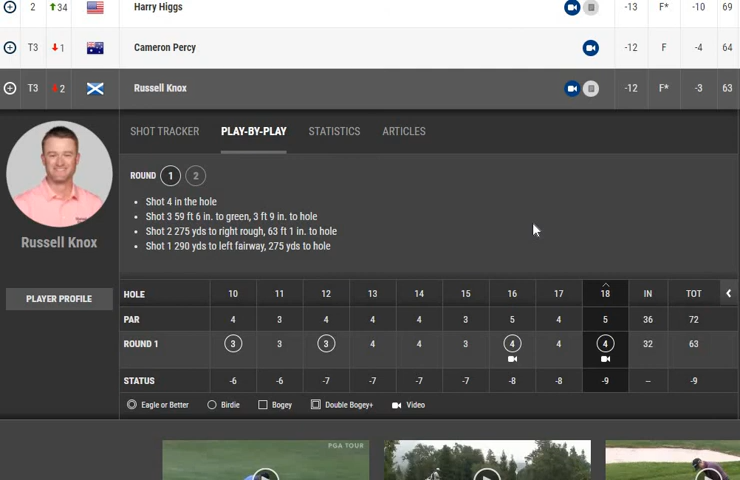 2 34 Harry Higgs -13 F* -10 69
T3 1 Cameron Percy -12 F -4 64
T3 2 Russell Knox -12 F* -3 63
SHOT TRACKER PLAY-BY-PLAY STATISTICS ARTICLES
ROUND 1 2
Shot 4 in the hole
Shot 3 59 ft 6 in. to green, 3 ft 9 in. to hole
Shot 2 275 yds to right rough, 63 ft 1 in. to hole
Shot 1 290 yds to left fairway, 275 yds to hole
Russell Knox
PLAYER PROFILE
HOLE 10 11 12 13 14 15 16 17 18 IN TOT
PAR 4 3 4 4 4 3 5 4 5 36 72
ROUND 1 3 3 3 4 4 3 4 4 4 32 63
STATUS -6 -6 -7 -7 -7 -7 -8 -8 -9 – -9
Eagle or Better Birdie Bogey Double Bogey+ Video
PGA TOUR